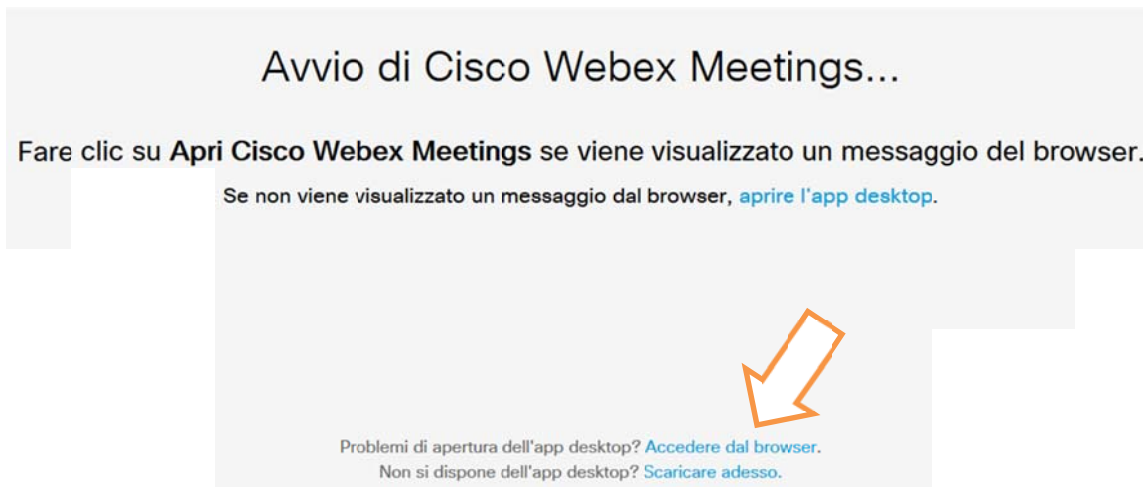 Avvio di Cisco Webex Meetings...
Fare clic su Apri Cisco Webex Meetings se viene visualizzato un messaggio del browser.
Se non viene visualizzato un messaggio dal browser, aprire l'app desktop.
Problemi di apertura dell'app desktop? Accedere dal browser.
Non si dispone dell'app desktop? Scaricare adesso.